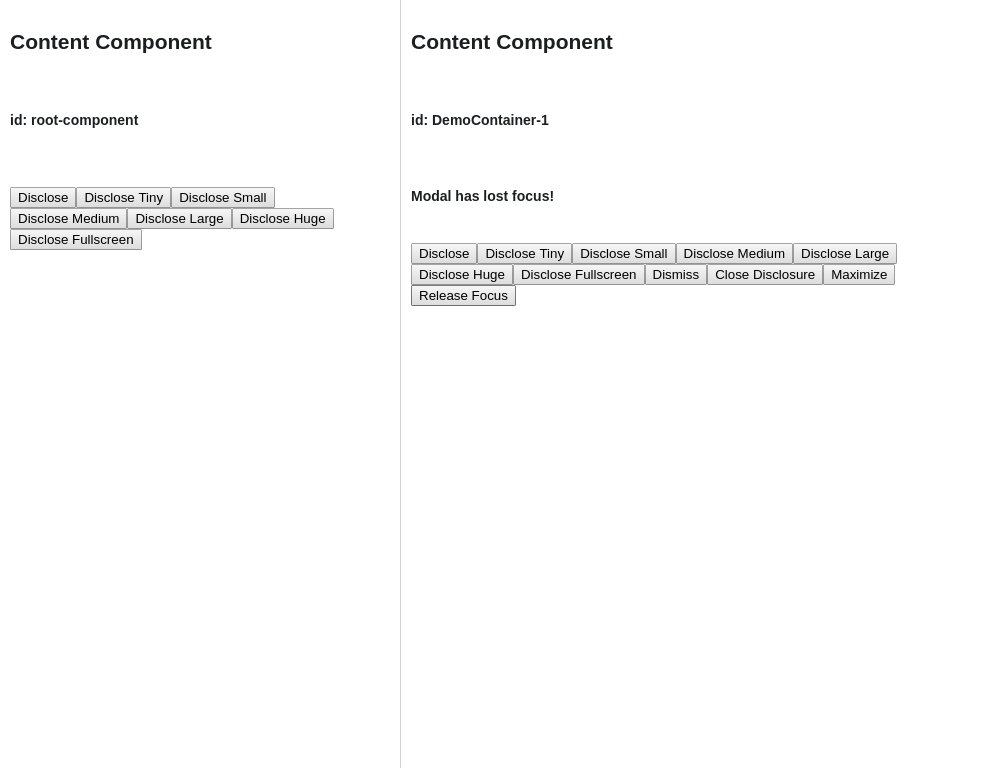 Content Component
id: root-component
Disclose Disclose Tiny Disclose Small
Disclose Medium Disclose Large Disclose Huge
Disclose Fullscreen
Content Component
id: DemoContainer-1
Modal has lost focus!
Disclose Disclose Tiny Disclose Small Disclose Medium Disclose Large
Disclose Huge Disclose Fullscreen Dismiss Close Disclosure Maximize
Release Focus